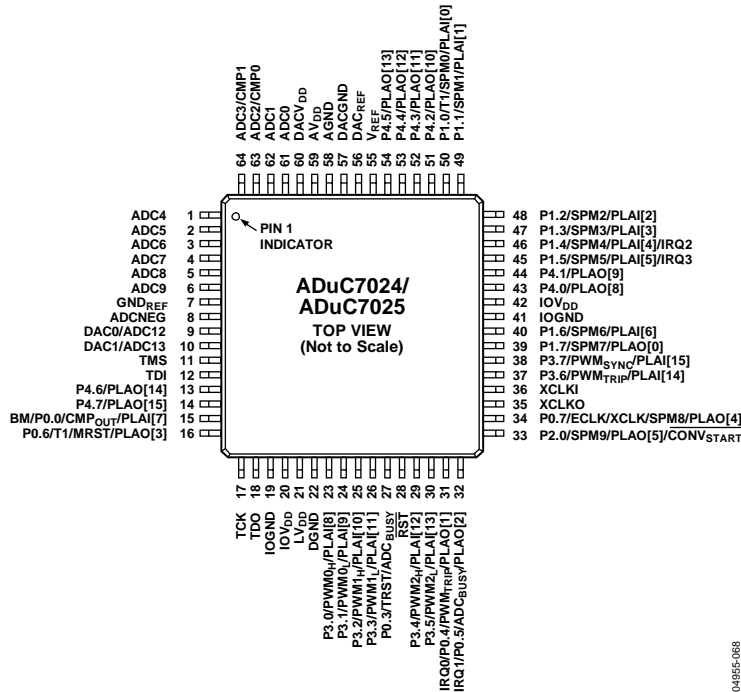 64 ADC3/CMP1
63 ADC2/CMP0
62 ADC1
61 ADC0
60 DACVDD
59 AVDD
58 AGND
57 DACGND
56 DACREF
55 VREF
54 P4.5/PLAO[13]
53 P4.4/PLAO[12]
52 P4.3/PLAO[11]
51 P4.2/PLAO[10]
50 P1.0/T1/SPM0/PLAI[0]
49 P1.1/SPM1/PLAI[1]
ADC4 1
ADC5 2
ADC6 3
ADC7 4
ADC8 5
ADC9 6
GNDREF 7
ADCNEG 8
DAC0/ADC12 9
DAC1/ADC13 10
TMS 11
TDI 12
P4.6/PLAO[14] 13
P4.7/PLAO[15] 14
BM/P0.0/CMPOUT/PLAI[7] 15
P0.6/T1/MRST/PLAO[3] 16
PIN 1
INDICATOR
ADuC7024/
ADuC7025
TOP VIEW
(Not to Scale)
48 P1.2/SPM2/PLAI[2]
47 P1.3/SPM3/PLAI[3]
46 P1.4/SPM4/PLAI[4]/IRQ2
45 P1.5/SPM5/PLAI[5]/IRQ3
44 P4.1/PLAO[9]
43 P4.0/PLAO[8]
42 IOVDD
41 IOGND
40 P1.6/SPM6/PLAI[6]
39 P1.7/SPM7/PLAO[0]
38 P3.7/PWMSYNC/PLAI[15]
37 P3.6/PWMTRIP/PLAI[14]
36 XCLKI
35 XCLKO
34 P0.7/ECLK/XCLK/SPM8/PLAO[4]
33 P2.0/SPM9/PLAO[5]/CONVSTART
TCK 17
TDO 18
IOGND 19
IOVDD 20
LVDD 21
DGND 22
P3.0/PWM0H/PLAI[8] 23
P3.1/PWM0L/PLAI[9] 24
P3.2/PWM1H/PLAI[10] 25
P3.3/PWM1L/PLAI[11] 26
P0.3/TRST/ADCBUSY 27
RST 28
P3.4/PWM2H/PLAI[12] 29
P3.5/PWM2L/PLAI[13] 30
IRQ0/P0.4/PWMTRIP/PLAO[1] 31
IRQ1/P0.5/ADCBUSY/PLAO[2] 32
04955-068